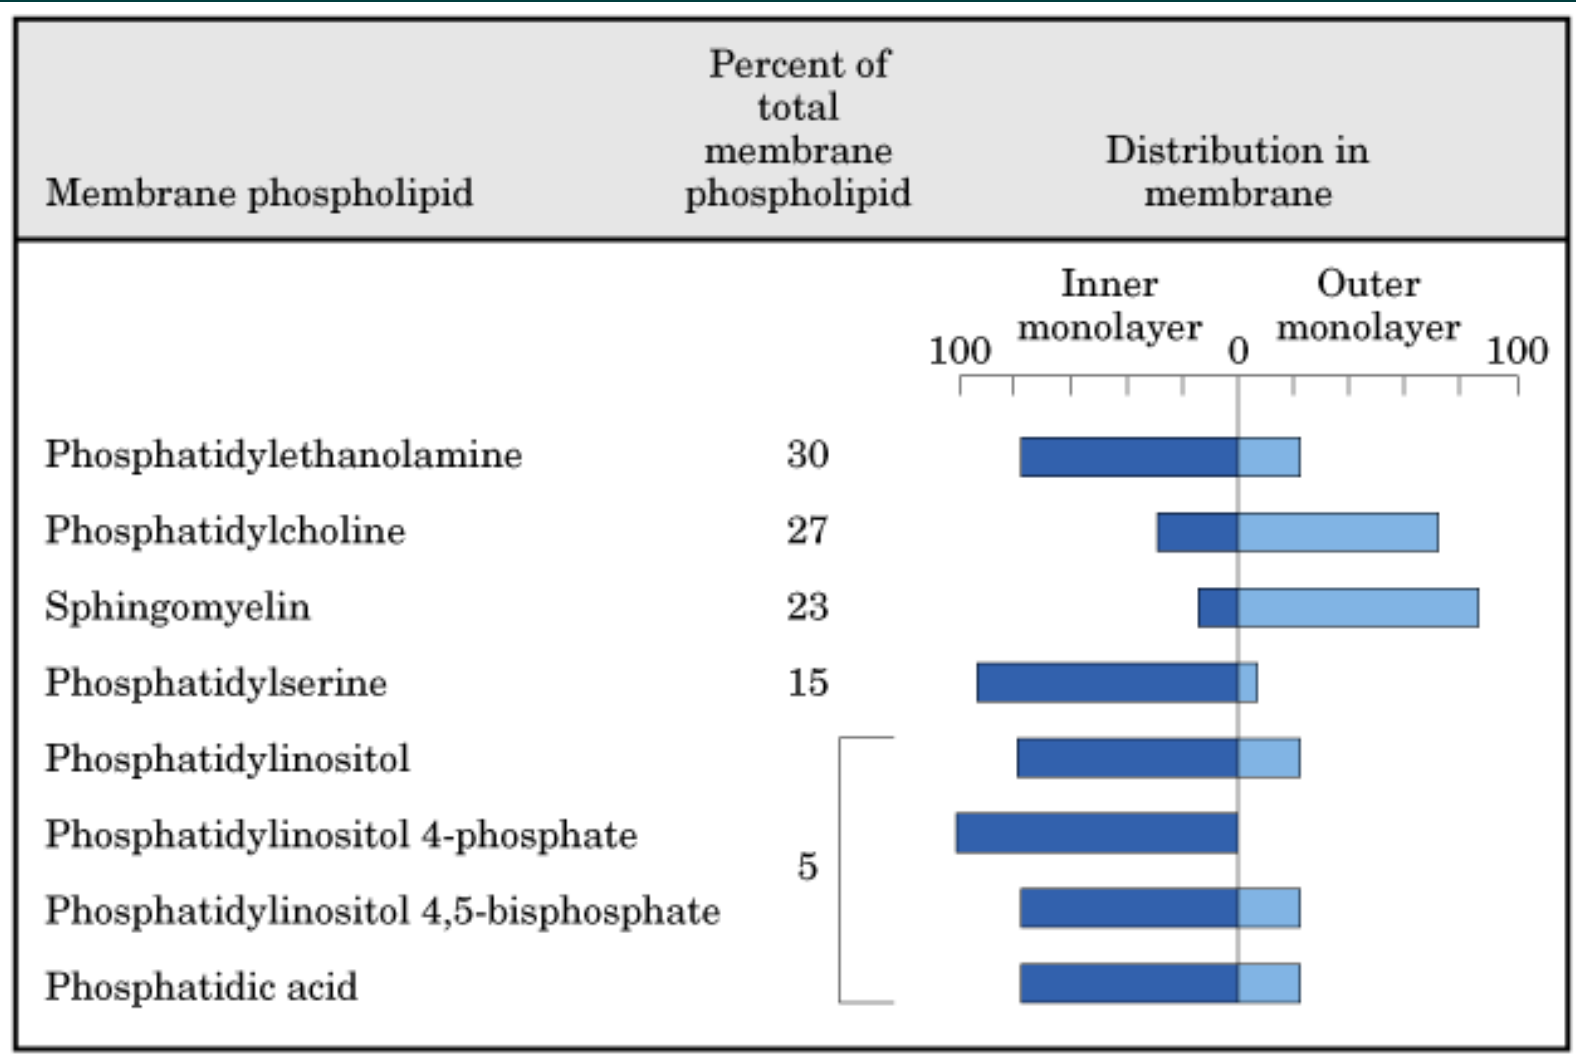 Membrane phospholipid
Percent of
total
membrane
phospholipid
Distribution in
membrane
Inner
monolayer
Outer
monolayer
100 0 100
Phosphatidylethanolamine 30
Phosphatidylcholine 27
Sphingomyelin 23
Phosphatidylserine 15
Phosphatidylinositol
Phosphatidylinositol 4-phosphate
5
Phosphatidylinositol 4,5-bisphosphate
Phosphatidic acid